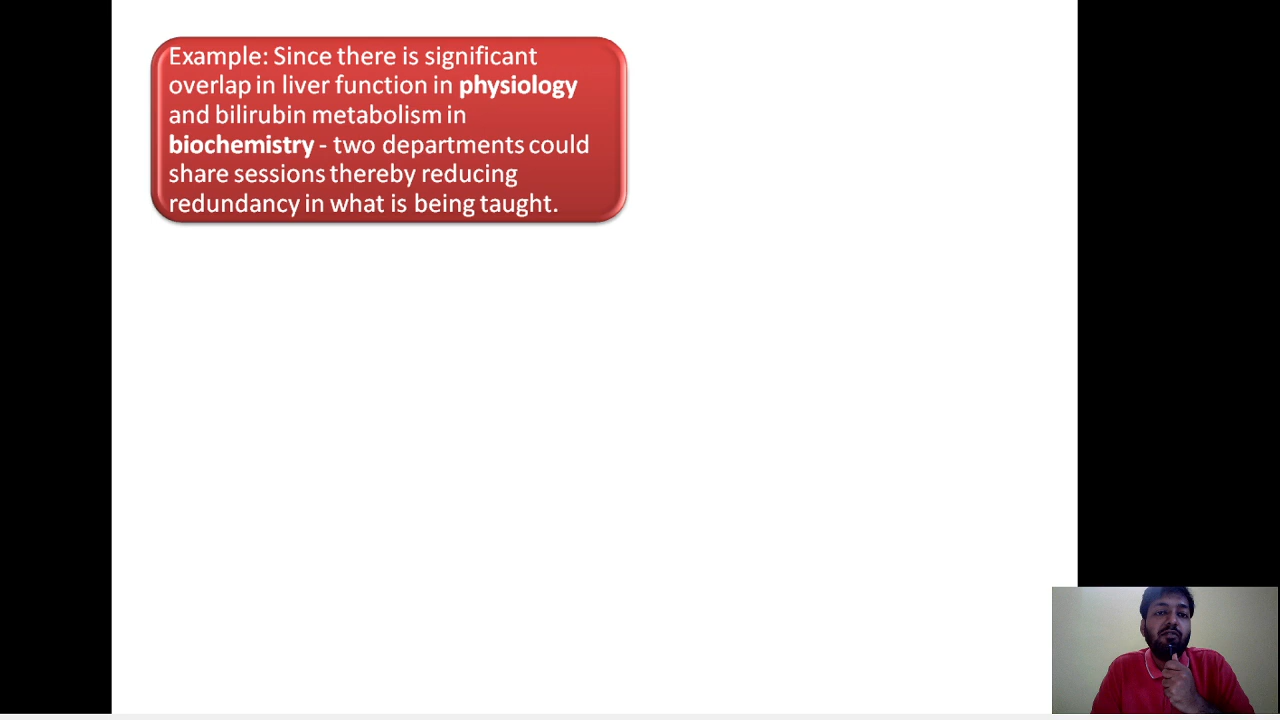 Example: Since there is significant
overlap in liver function in physiology
and bilirubin metabolism in
biochemistry - two departments could
share sessions thereby reducing
redundancy in what is being taught.